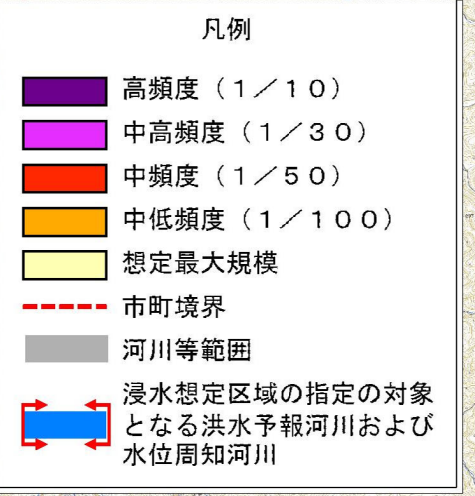 凡例
高頻度（１／１０）
中高頻度（１／３０）
中頻度（１／５０）
中低頻度（１／１００）
想定最大規模
市町境界
河川等範囲
浸水想定区域の指定の対象
となる洪水予報河川および
水位周知河川